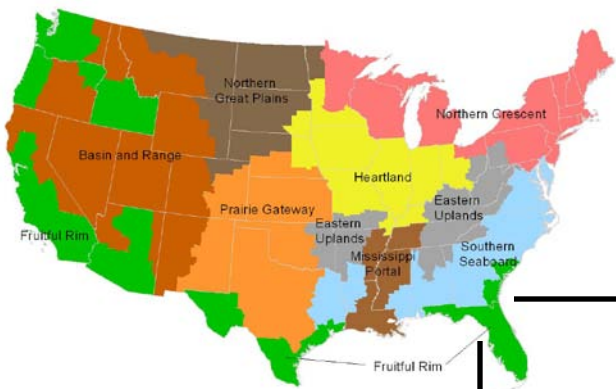 Northern
Great Plains
Northern Crescent
Basin and Range
Heartland
Prairie Gateway
Eastern
Uplands
Eastern
Uplands
Fruitful Rim
Mississippi
Portal
Southern
Seaboard
Fruitful Rim